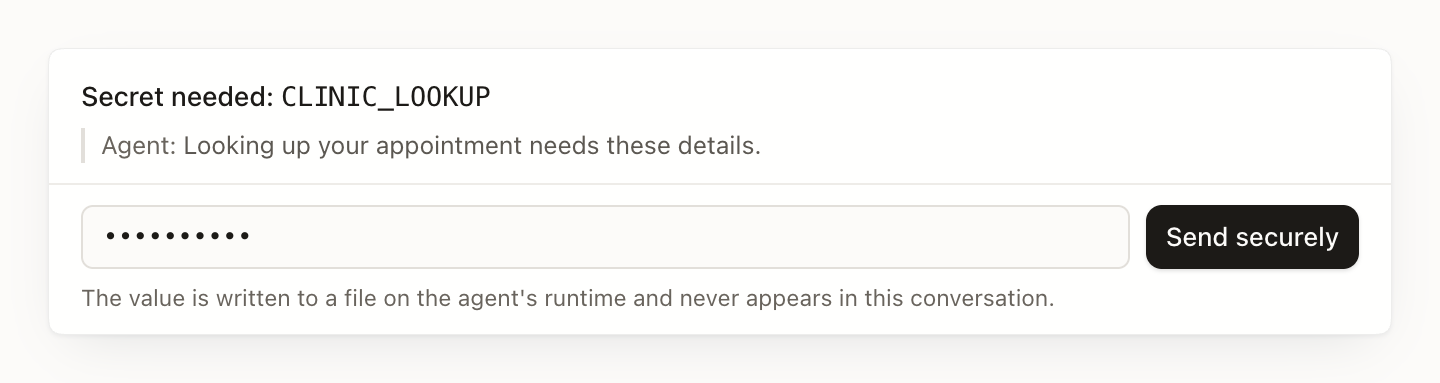 Secret needed: CLINIC_LOOKUP
Agent: Looking up your appointment needs these details.
••••••••••
Send securely
The value is written to a file on the agent's runtime and never appears in this conversation.